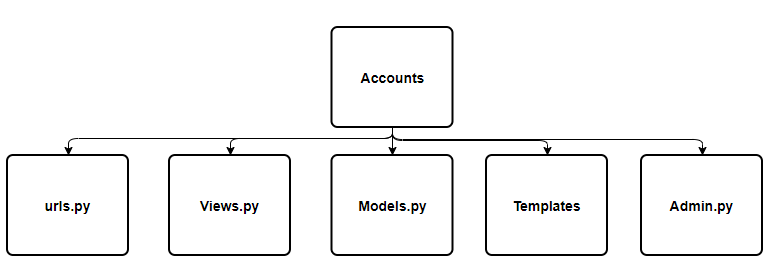 Accounts
urls.py
Views.py
Models.py
Templates
Admin.py